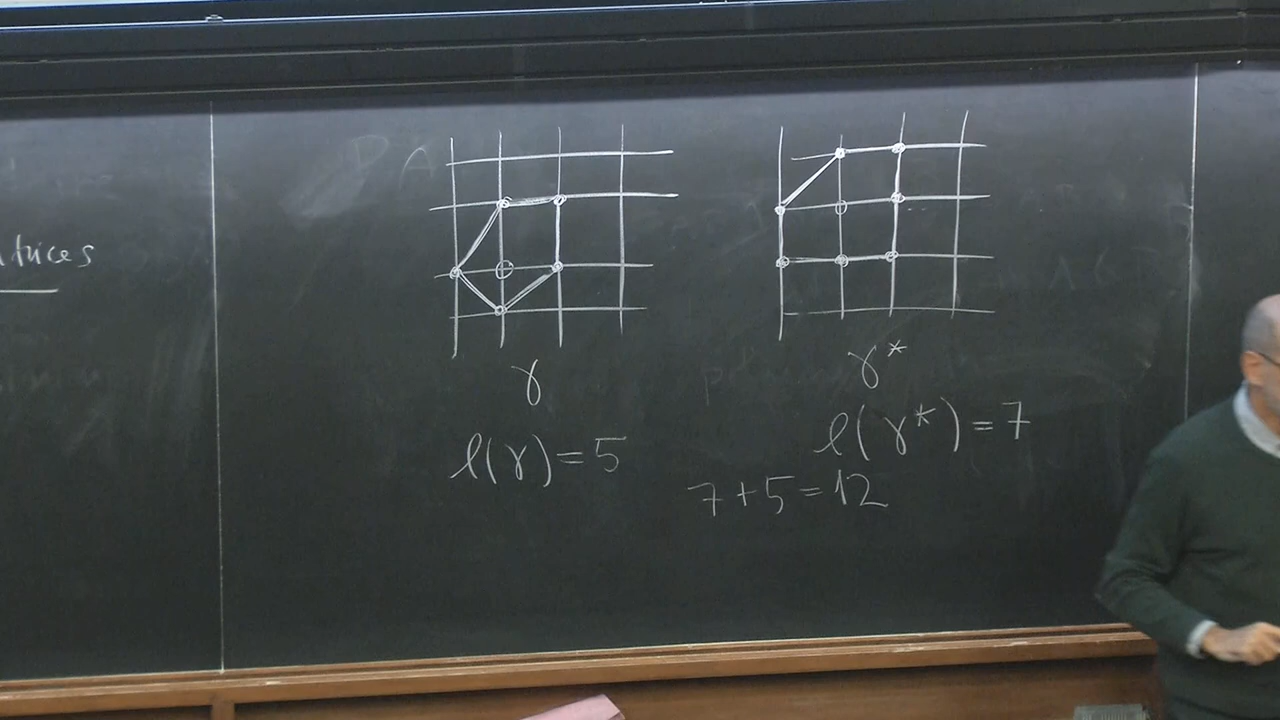 γ
γ*
ℓ(γ) = 5
ℓ(γ*) = 7
7 + 5 = 12